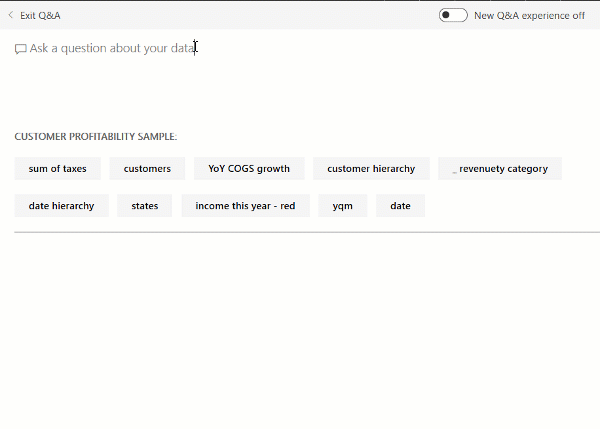 Exit Q&A
New Q&A experience off
Ask a question about your data
CUSTOMER PROFITABILITY SAMPLE:
sum of taxes customers YoY COGS growth customer hierarchy _ revenuety category
date hierarchy states income this year - red yqm date